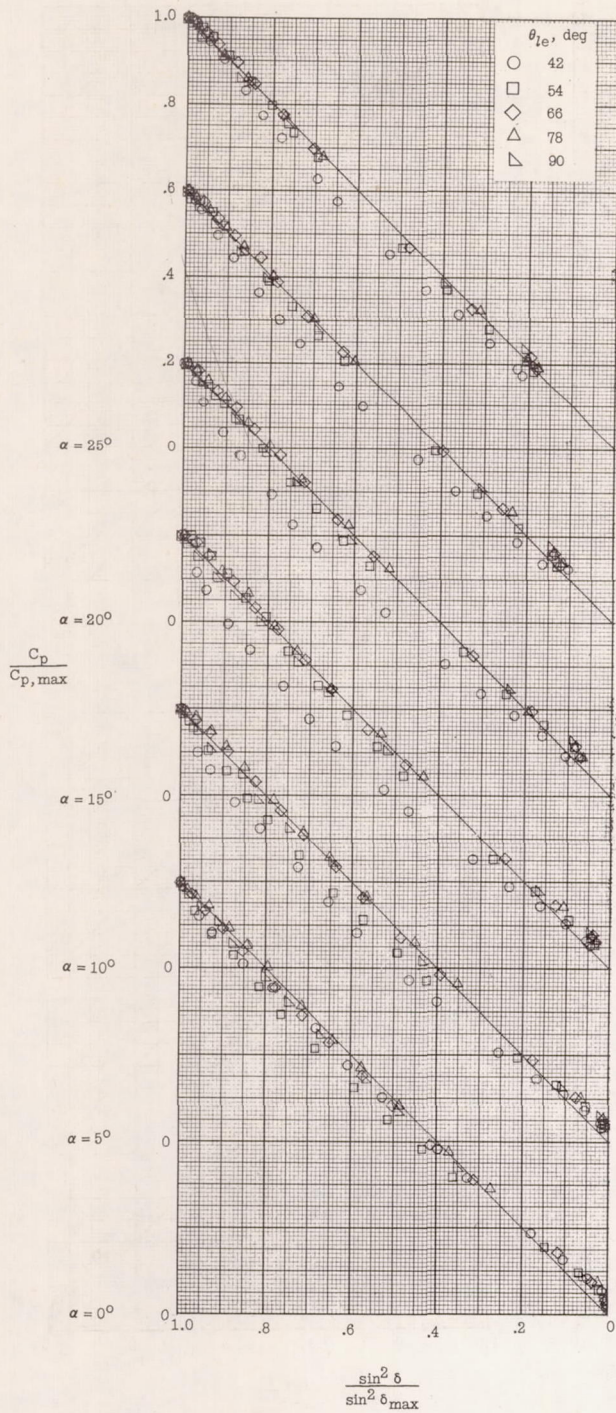 1.0
θle, deg
○ 42
□ 54
◇ 66
△ 78
◺ 90
.8
.6
.4
.2
α = 25° 0
α = 20° 0
Cp
Cp,max
α = 15° 0
α = 10° 0
α = 5° 0
α = 0° 0
1.0 .8 .6 .4 .2 0
sin² δ
sin² δmax